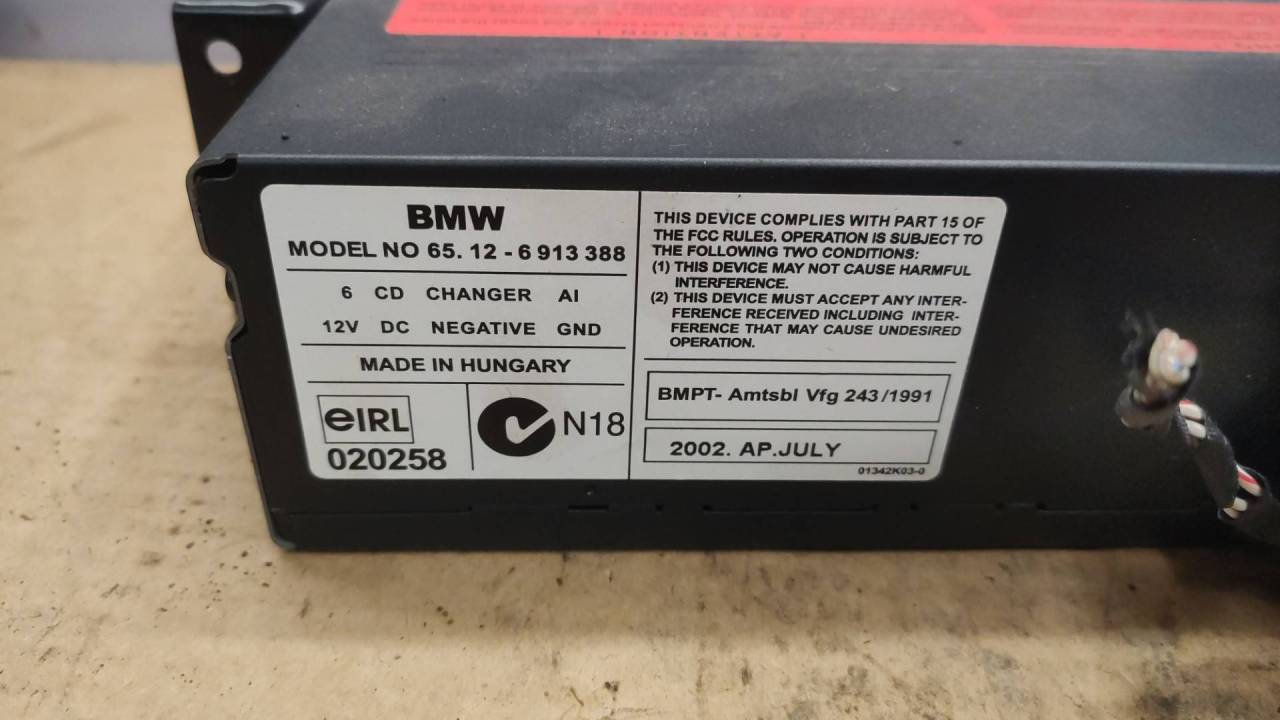 BMW
MODEL NO 65. 12 - 6 913 388
6 CD CHANGER AI
12V DC NEGATIVE GND
MADE IN HUNGARY
eIRL
020258
N18
THIS DEVICE COMPLIES WITH PART 15 OF
THE FCC RULES. OPERATION IS SUBJECT TO
THE FOLLOWING TWO CONDITIONS:
(1) THIS DEVICE MAY NOT CAUSE HARMFUL
INTERFERENCE.
(2) THIS DEVICE MUST ACCEPT ANY INTER-
FERENCE RECEIVED INCLUDING INTER-
FERENCE THAT MAY CAUSE UNDESIRED
OPERATION.
BMPT- Amtsbl Vfg 243/1991
2002. AP.JULY
01342K03-0